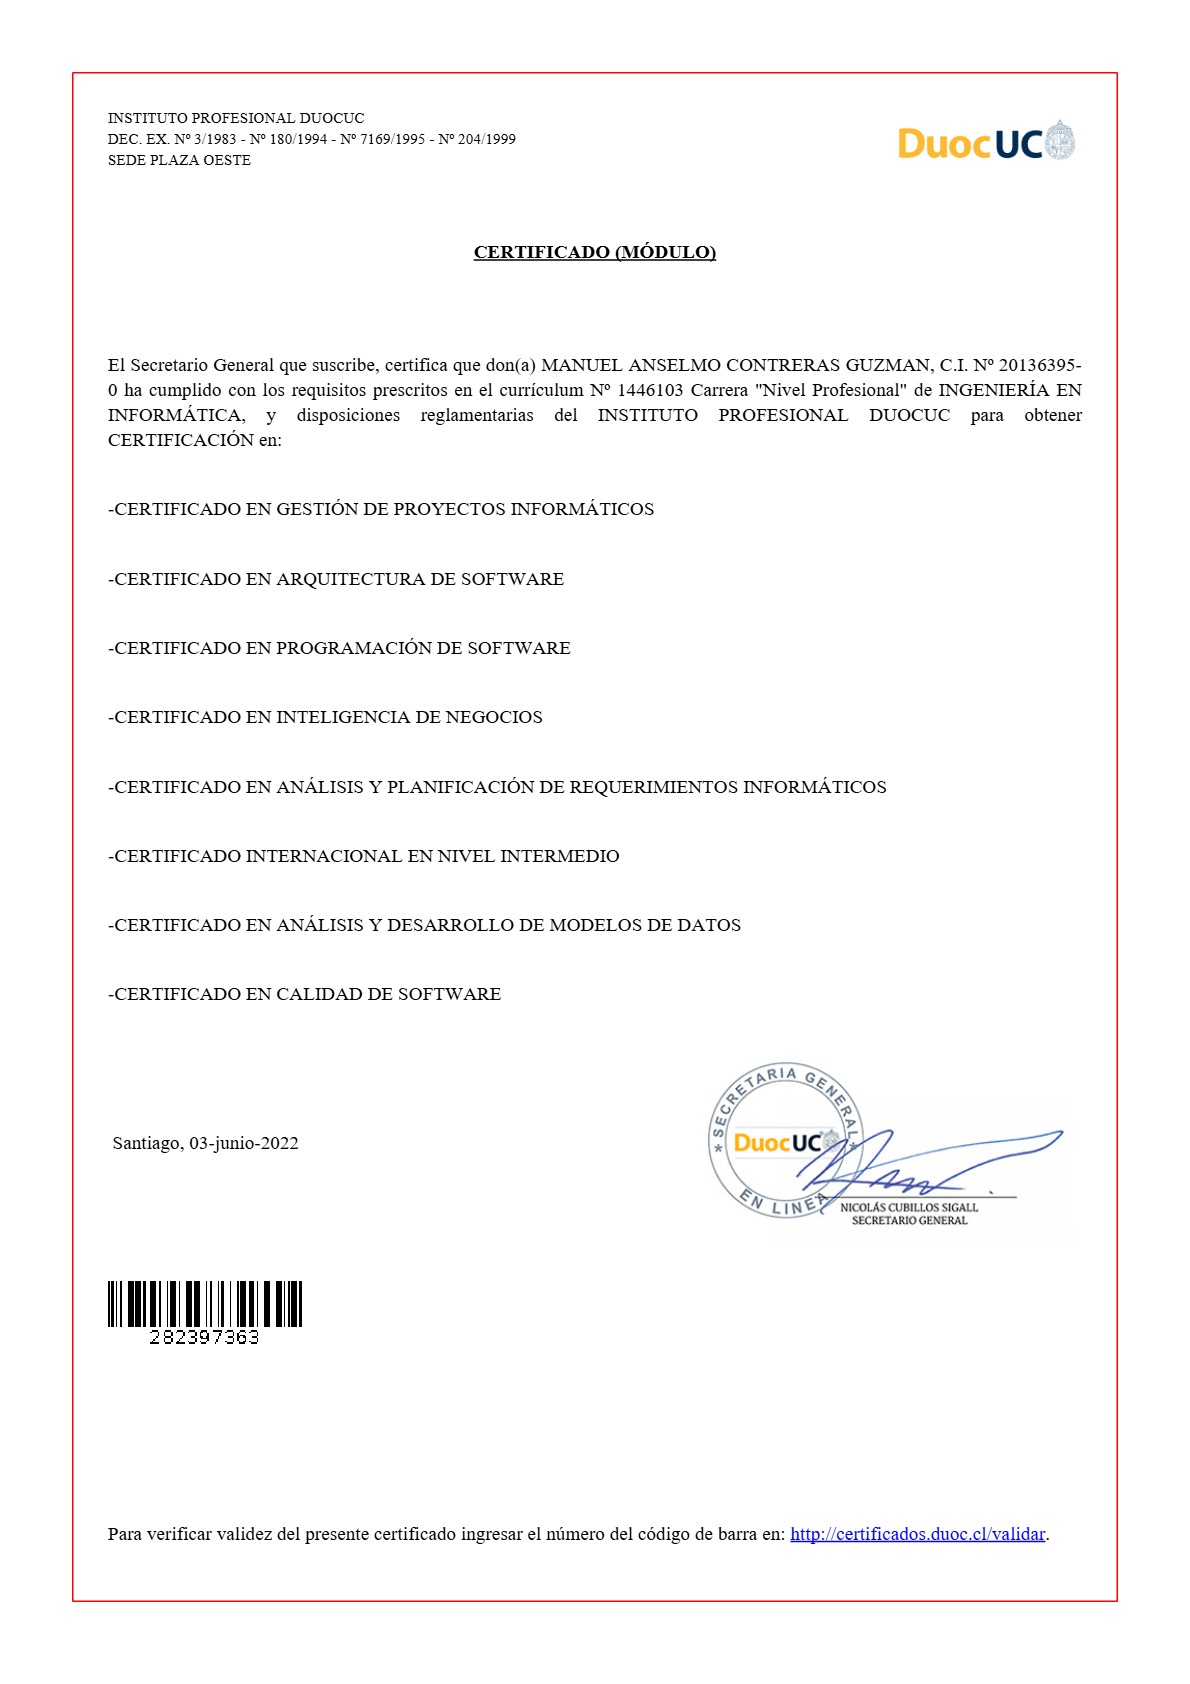 INSTITUTO PROFESIONAL DUOCUC
DEC. EX. Nº 3/1983 - Nº 180/1994 - Nº 7169/1995 - Nº 204/1999
SEDE PLAZA OESTE
DuocUC
CERTIFICADO (MÓDULO)
El Secretario General que suscribe, certifica que don(a) MANUEL ANSELMO CONTRERAS GUZMAN, C.I. Nº 20136395-
0 ha cumplido con los requisitos prescritos en el currículum Nº 1446103 Carrera "Nivel Profesional" de INGENIERÍA EN
INFORMÁTICA, y disposiciones reglamentarias del INSTITUTO PROFESIONAL DUOCUC para obtener
CERTIFICACIÓN en:
-CERTIFICADO EN GESTIÓN DE PROYECTOS INFORMÁTICOS
-CERTIFICADO EN ARQUITECTURA DE SOFTWARE
-CERTIFICADO EN PROGRAMACIÓN DE SOFTWARE
-CERTIFICADO EN INTELIGENCIA DE NEGOCIOS
-CERTIFICADO EN ANÁLISIS Y PLANIFICACIÓN DE REQUERIMIENTOS INFORMÁTICOS
-CERTIFICADO INTERNACIONAL EN NIVEL INTERMEDIO
-CERTIFICADO EN ANÁLISIS Y DESARROLLO DE MODELOS DE DATOS
-CERTIFICADO EN CALIDAD DE SOFTWARE
Santiago, 03-junio-2022
* SECRETARIA GENERAL *
DuocUC
EN LINEA
NICOLÁS CUBILLOS SIGALL
SECRETARIO GENERAL
282397363
Para verificar validez del presente certificado ingresar el número del código de barra en: http://certificados.duoc.cl/validar.